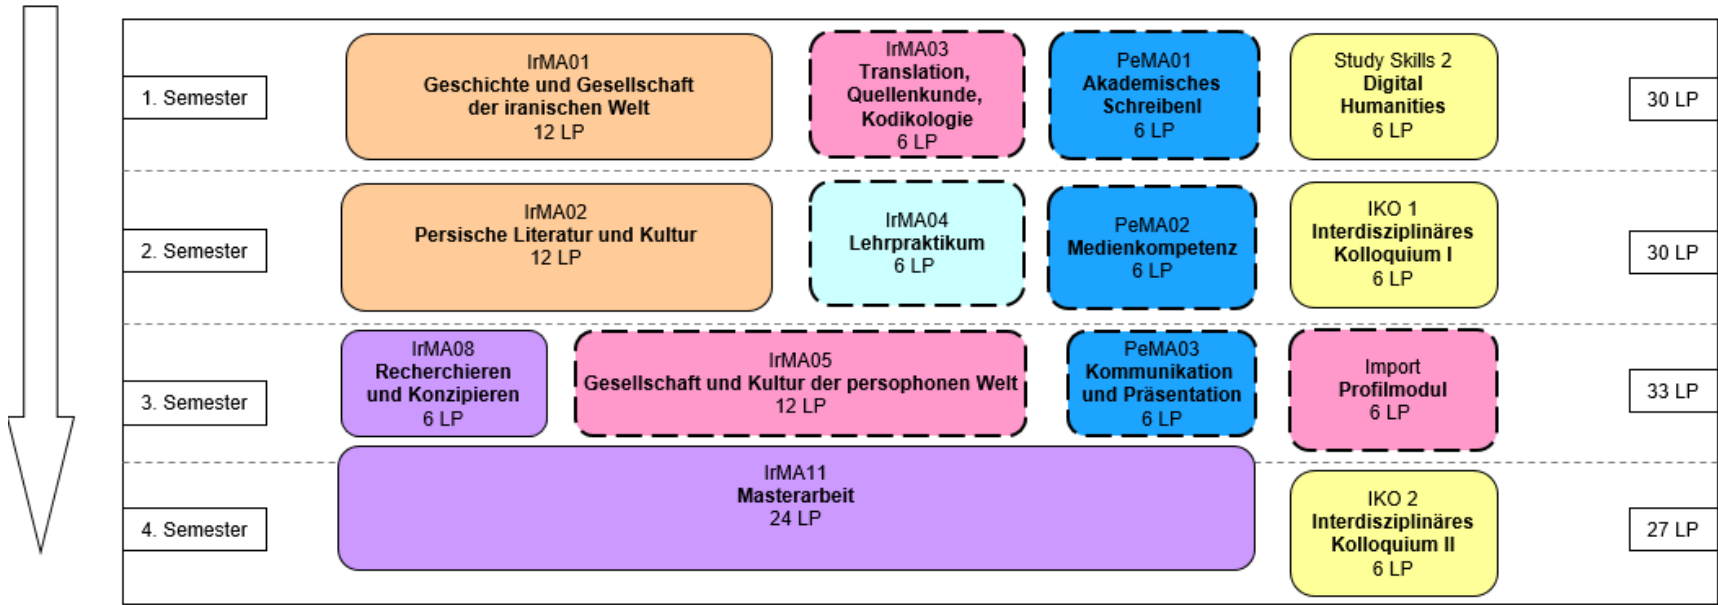 1. Semester
IrMA01
Geschichte und Gesellschaft
der iranischen Welt
12 LP
IrMA03
Translation,
Quellenkunde,
Kodikologie
6 LP
PeMA01
Akademisches
SchreibenI
6 LP
Study Skills 2
Digital
Humanities
6 LP
30 LP
2. Semester
IrMA02
Persische Literatur und Kultur
12 LP
IrMA04
Lehrpraktikum
6 LP
PeMA02
Medienkompetenz
6 LP
IKO 1
Interdisziplinäres
Kolloquium I
6 LP
30 LP
3. Semester
IrMA08
Recherchieren
und Konzipieren
6 LP
IrMA05
Gesellschaft und Kultur der persophonen Welt
12 LP
PeMA03
Kommunikation
und Präsentation
6 LP
Import
Profilmodul
6 LP
33 LP
4. Semester
IrMA11
Masterarbeit
24 LP
IKO 2
Interdisziplinäres
Kolloquium II
6 LP
27 LP